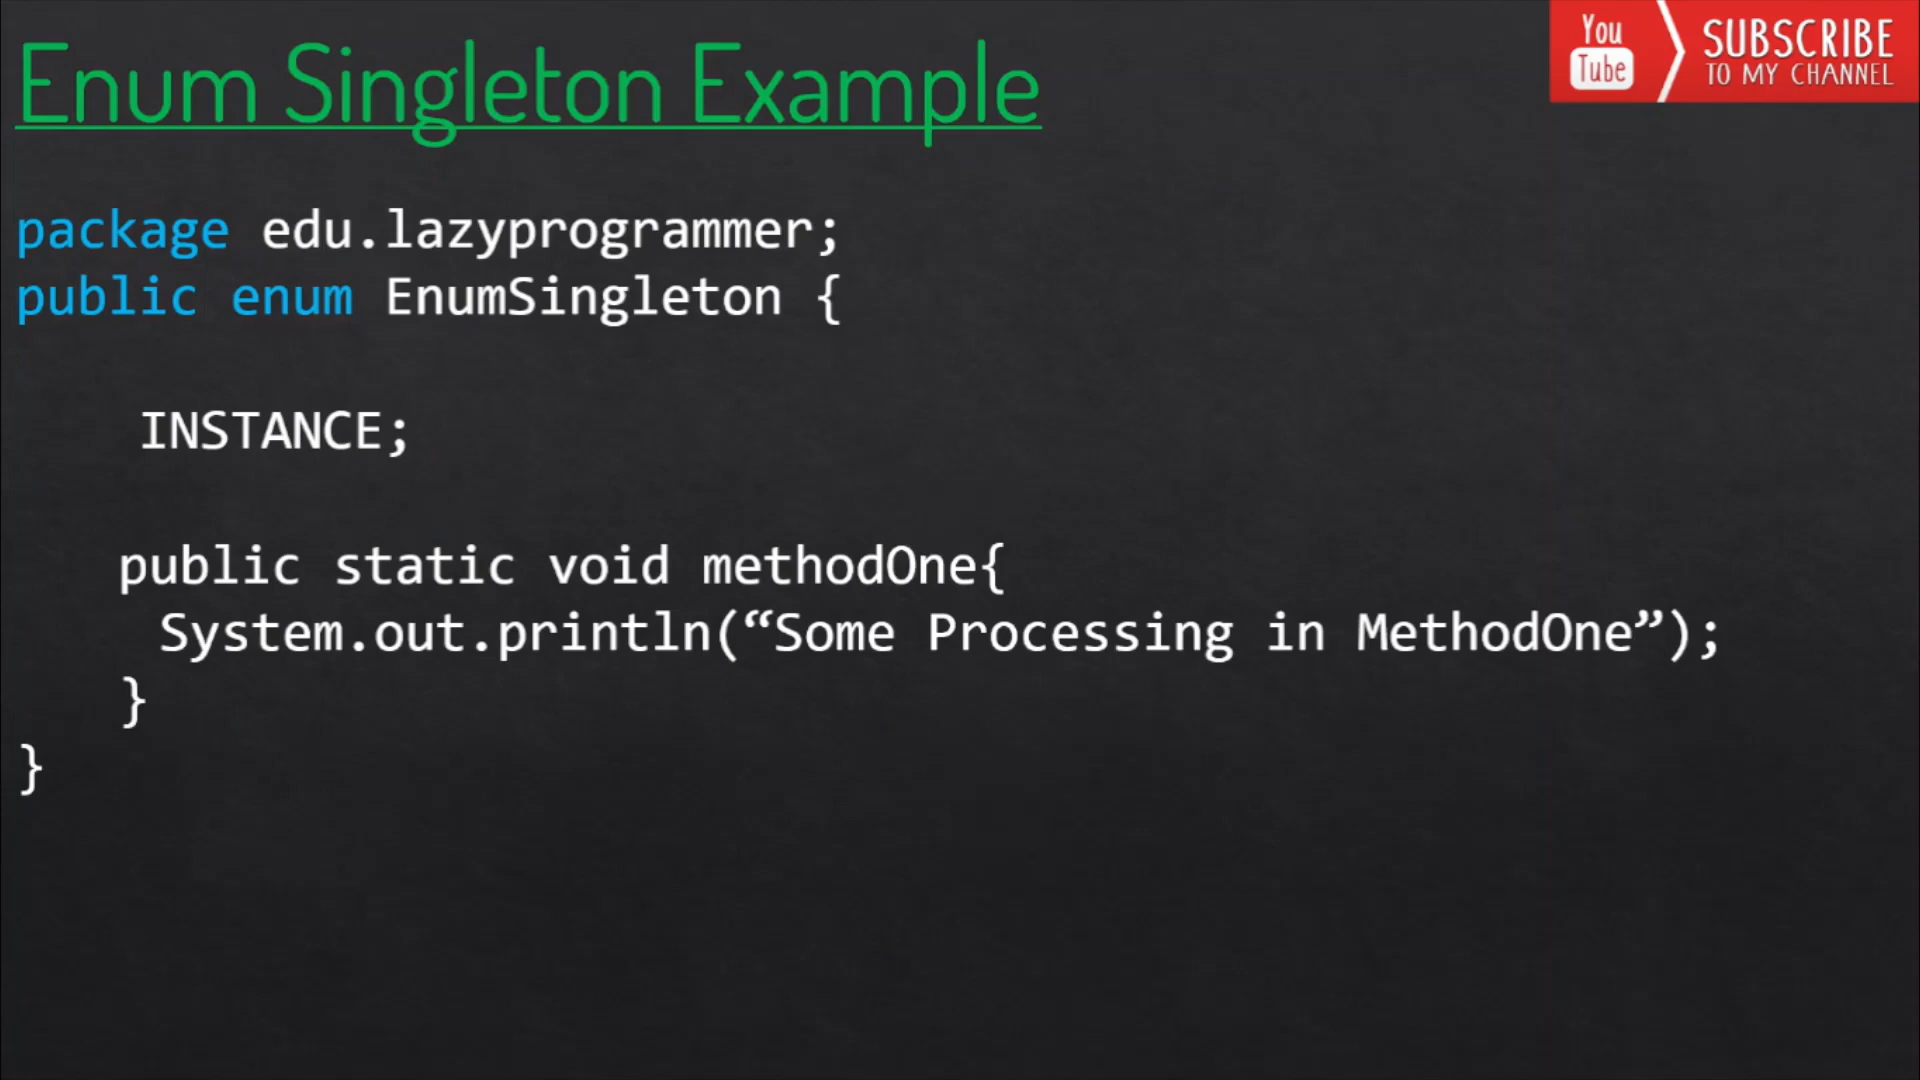 Enum Singleton Example
You
Tube
SUBSCRIBE
TO MY CHANNEL
package edu.lazyprogrammer;
public enum EnumSingleton {
INSTANCE;
public static void methodOne{
System.out.println(“Some Processing in MethodOne”);
}
}